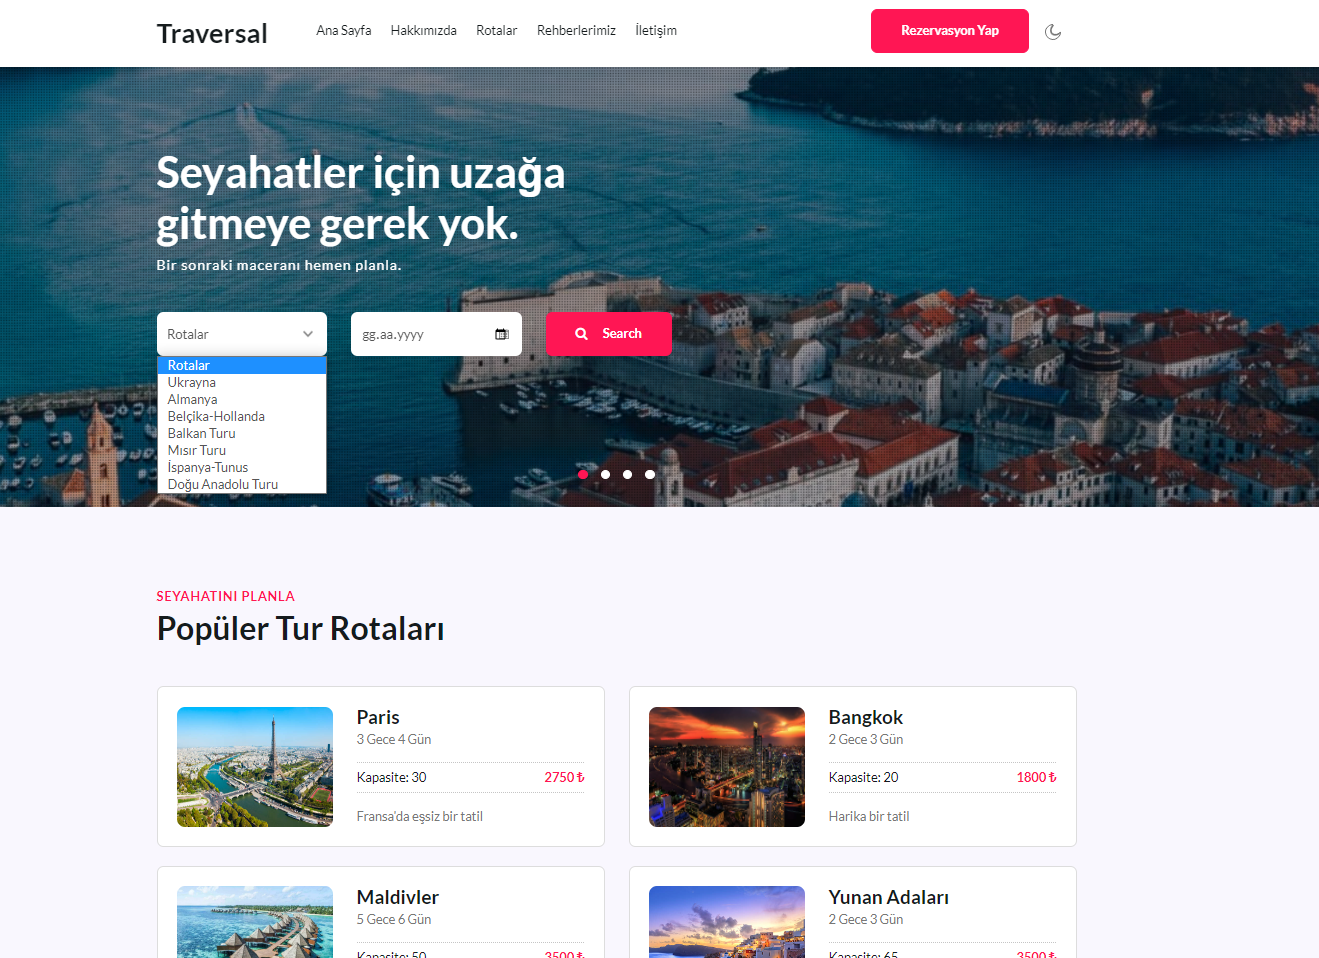 Traversal
Ana Sayfa
Hakkımızda
Rotalar
Rehberlerimiz
İletişim
Rezervasyon Yap
Seyahatler için uzağa
gitmeye gerek yok.
Bir sonraki maceranı hemen planla.
Rotalar
gg.aa.yyyy
Search
Rotalar
Ukrayna
Almanya
Belçika-Hollanda
Balkan Turu
Mısır Turu
İspanya-Tunus
Doğu Anadolu Turu
SEYAHATINI PLANLA
Popüler Tur Rotaları
Paris
3 Gece 4 Gün
Kapasite: 30
2750 ₺
Fransa'da eşsiz bir tatil
Bangkok
2 Gece 3 Gün
Kapasite: 20
1800 ₺
Harika bir tatil
Maldivler
5 Gece 6 Gün
Kapasite: 50
3500 ₺
Yunan Adaları
2 Gece 3 Gün
Kapasite: 65
3500 ₺